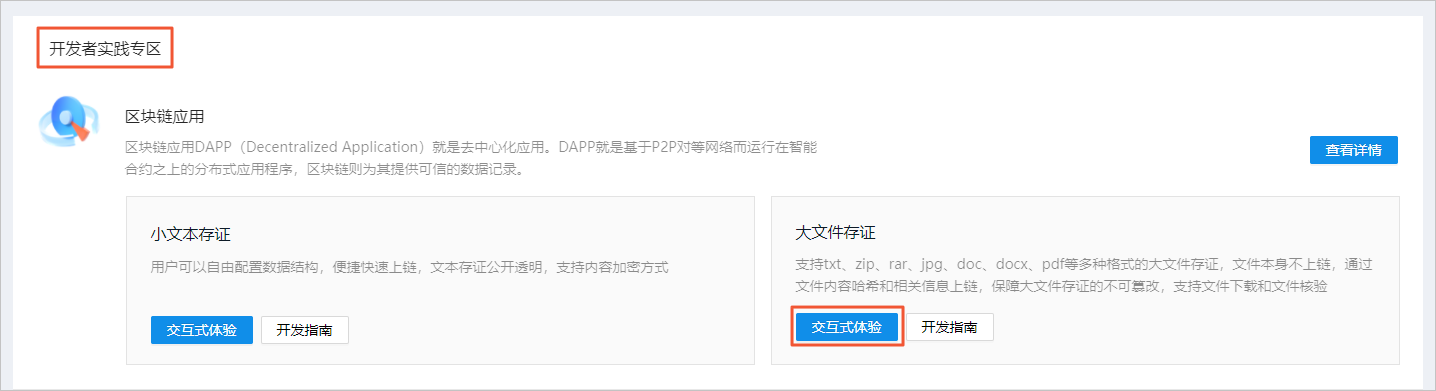 开发者实践专区
区块链应用
区块链应用DAPP（Decentralized Application）就是去中心化应用。DAPP就是基于P2P对等网络而运行在智能
合约之上的分布式应用程序，区块链则为其提供可信的数据记录。
查看详情
小文本存证
用户可以自由配置数据结构，便捷快速上链，文本存证公开透明，支持内容加密方式
交互式体验
开发指南
大文件存证
支持txt、zip、rar、jpg、doc、docx、pdf等多种格式的大文件存证，文件本身不上链，通过
文件内容哈希和相关信息上链，保障大文件存证的不可篡改，支持文件下载和文件核验
交互式体验
开发指南